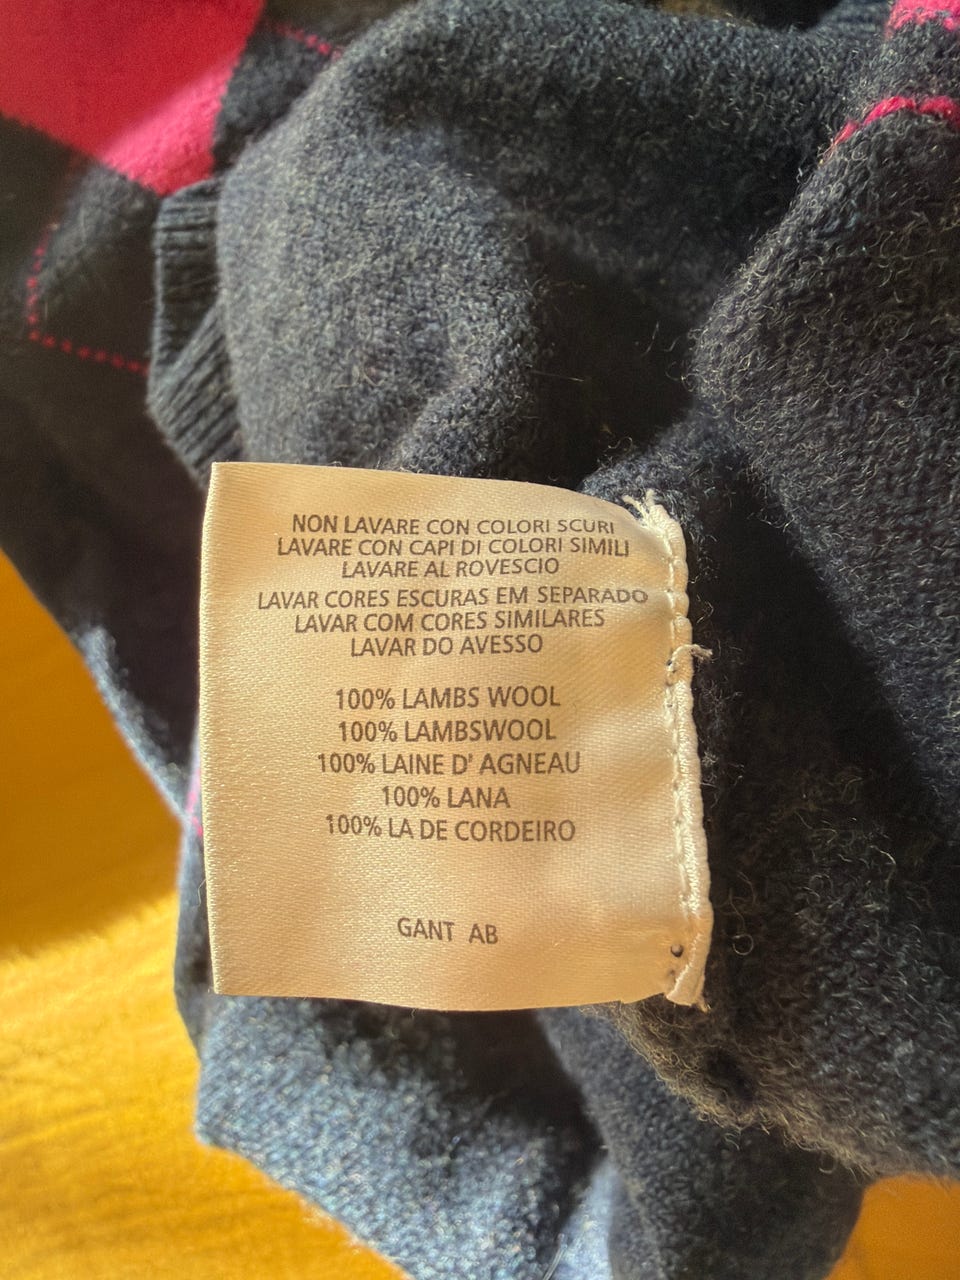 NON LAVARE CON COLORI SCURI
LAVARE CON CAPI DI COLORI SIMILI
LAVARE AL ROVESCIO
LAVAR CORES ESCURAS EM SEPARADO
LAVAR COM CORES SIMILARES
LAVAR DO AVESSO
100% LAMBS WOOL
100% LAMBSWOOL
100% LAINE D' AGNEAU
100% LANA
100% LA DE CORDEIRO
GANT AB